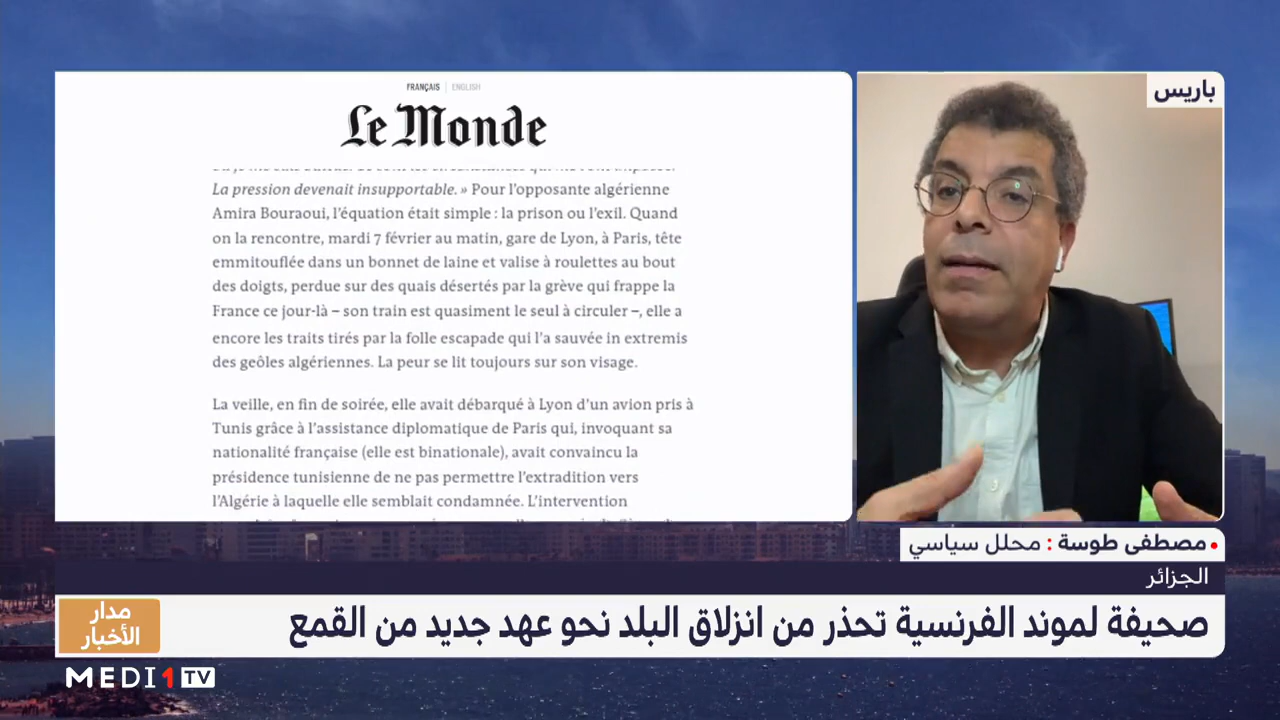 FRANÇAIS | ENGLISH
Le Monde
La pression devenait insupportable. » Pour l'opposante algérienne
Amira Bouraoui, l'équation était simple : la prison ou l'exil. Quand
on la rencontre, mardi 7 février au matin, gare de Lyon, à Paris, tête
emmitouflée dans un bonnet de laine et valise à roulettes au bout
des doigts, perdue sur des quais désertés par la grève qui frappe la
France ce jour-là – son train est quasiment le seul à circuler –, elle a
encore les traits tirés par la folle escapade qui l'a sauvée in extremis
des geôles algériennes. La peur se lit toujours sur son visage.
La veille, en fin de soirée, elle avait débarqué à Lyon d'un avion pris à
Tunis grâce à l'assistance diplomatique de Paris qui, invoquant sa
nationalité française (elle est binationale), avait convaincu la
présidence tunisienne de ne pas permettre l'extradition vers
l'Algérie à laquelle elle semblait condamnée. L'intervention
باريس
مصطفى طوسة : محلل سياسي
الجزائر
صحيفة لموند الفرنسية تحذر من انزلاق البلد نحو عهد جديد من القمع
مدار
الأخبار
MEDI1TV